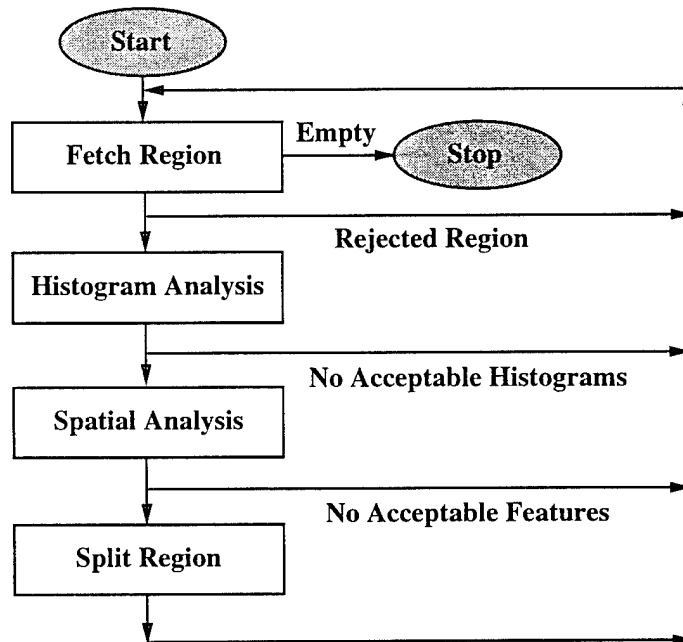 Start
Fetch Region
Empty
Stop
Rejected Region
Histogram Analysis
No Acceptable Histograms
Spatial Analysis
No Acceptable Features
Split Region